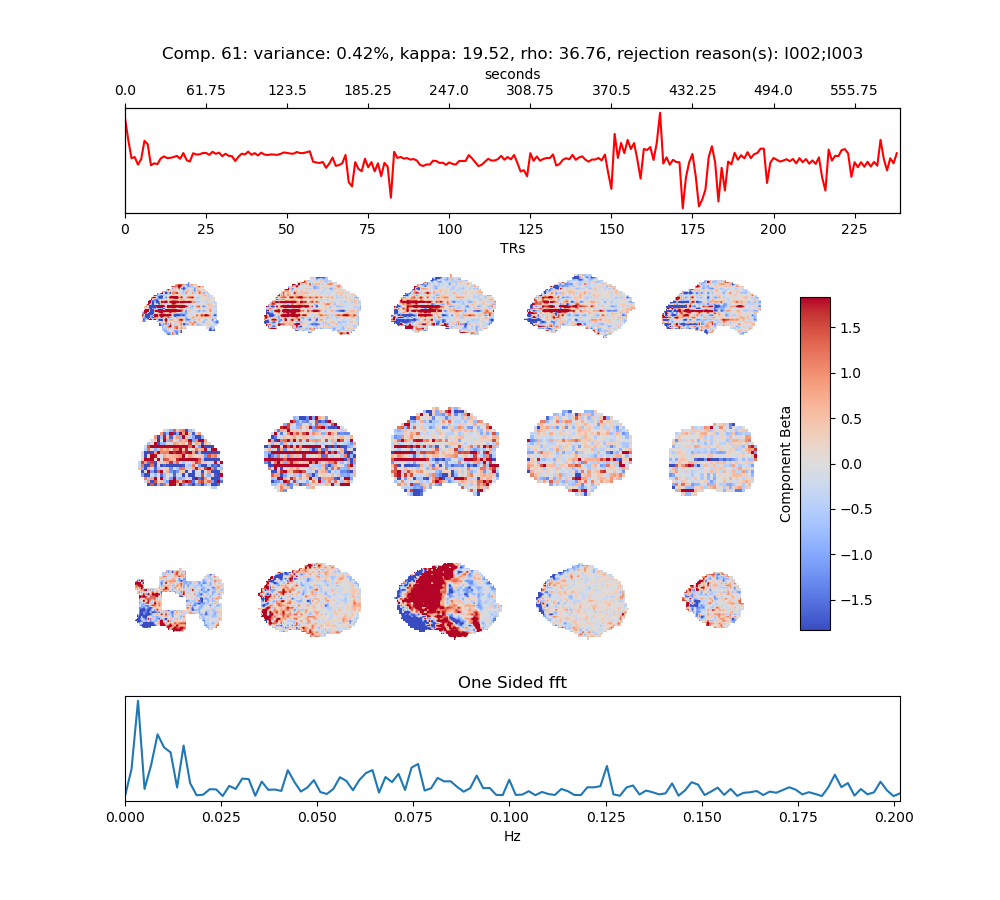 Comp. 61: variance: 0.42%, kappa: 19.52, rho: 36.76, rejection reason(s): I002;I003
seconds
0.0 61.75 123.5 185.25 247.0 308.75 370.5 432.25 494.0 555.75
0 25 50 75 100 125 150 175 200 225
TRs
1.5
1.0
0.5
0.0
−0.5
−1.0
−1.5
Component Beta
One Sided fft
0.000 0.025 0.050 0.075 0.100 0.125 0.150 0.175 0.200
Hz